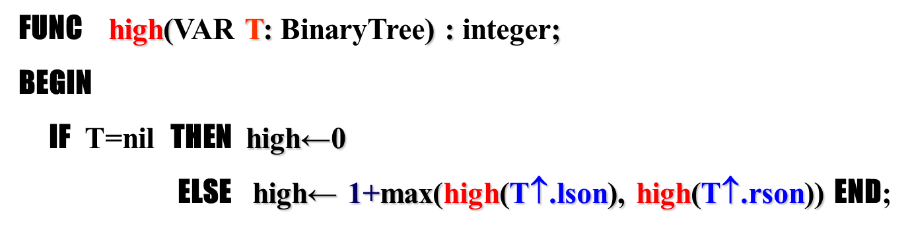 FUNC high(VAR T: BinaryTree) : integer;
BEGIN
IF T=nil THEN high←0
ELSE high← 1+max(high(T↑.lson), high(T↑.rson)) END;